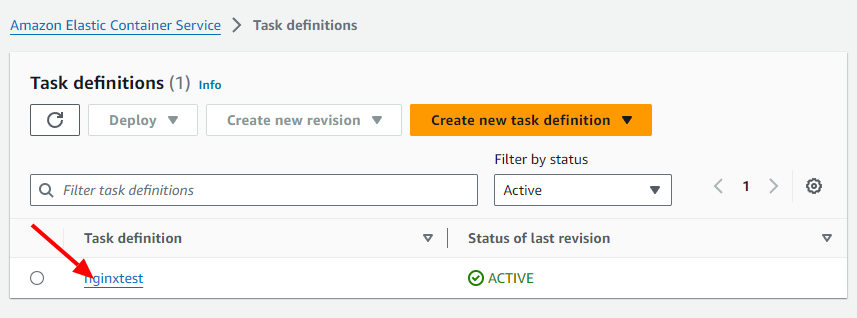 Amazon Elastic Container Service > Task definitions
Task definitions (1) Info
Deploy Create new revision Create new task definition
Filter by status
Filter task definitions Active 1
Task definition Status of last revision
nginxtest ACTIVE